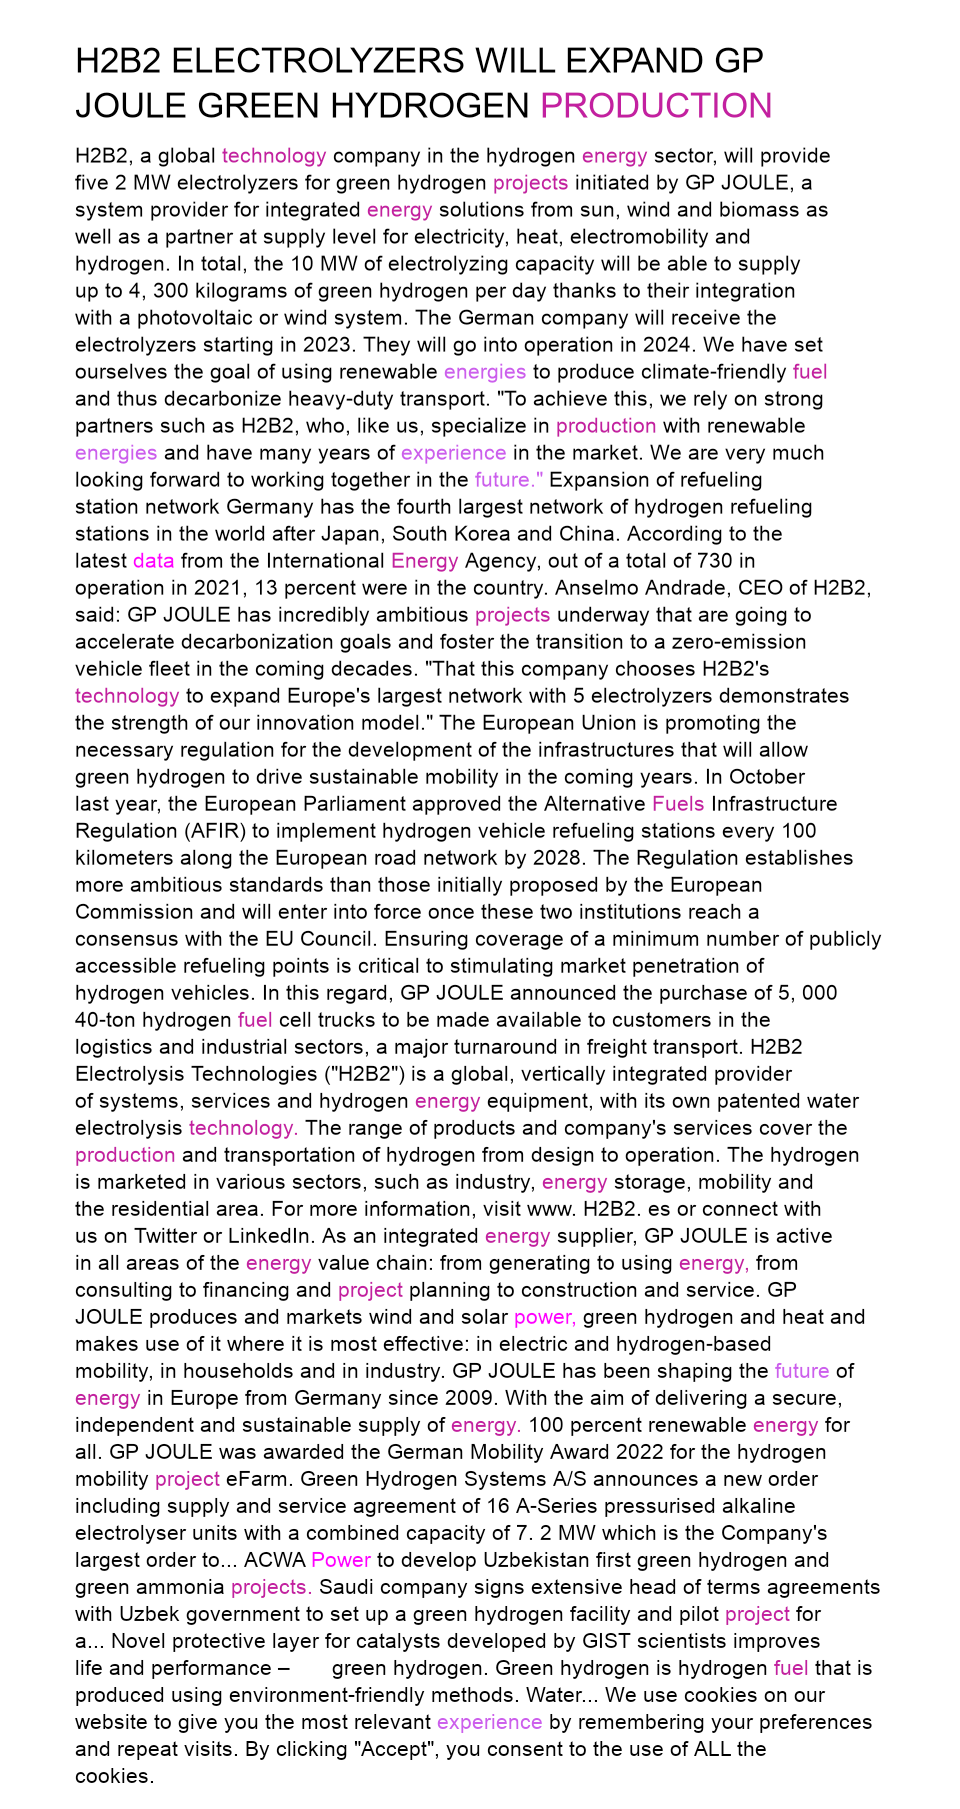 H2B2 ELECTROLYZERS WILL EXPAND GP
JOULE GREEN HYDROGEN PRODUCTION
H2B2, a global technology company in the hydrogen energy sector, will provide
five 2 MW electrolyzers for green hydrogen projects initiated by GP JOULE, a
system provider for integrated energy solutions from sun, wind and biomass as
well as a partner at supply level for electricity, heat, electromobility and
hydrogen. In total, the 10 MW of electrolyzing capacity will be able to supply
up to 4, 300 kilograms of green hydrogen per day thanks to their integration
with a photovoltaic or wind system. The German company will receive the
electrolyzers starting in 2023. They will go into operation in 2024. We have set
ourselves the goal of using renewable energies to produce climate-friendly fuel
and thus decarbonize heavy-duty transport. "To achieve this, we rely on strong
partners such as H2B2, who, like us, specialize in production with renewable
energies and have many years of experience in the market. We are very much
looking forward to working together in the future." Expansion of refueling
station network Germany has the fourth largest network of hydrogen refueling
stations in the world after Japan, South Korea and China. According to the
latest data from the International Energy Agency, out of a total of 730 in
operation in 2021, 13 percent were in the country. Anselmo Andrade, CEO of H2B2,
said: GP JOULE has incredibly ambitious projects underway that are going to
accelerate decarbonization goals and foster the transition to a zero-emission
vehicle fleet in the coming decades. "That this company chooses H2B2's
technology to expand Europe's largest network with 5 electrolyzers demonstrates
the strength of our innovation model." The European Union is promoting the
necessary regulation for the development of the infrastructures that will allow
green hydrogen to drive sustainable mobility in the coming years. In October
last year, the European Parliament approved the Alternative Fuels Infrastructure
Regulation (AFIR) to implement hydrogen vehicle refueling stations every 100
kilometers along the European road network by 2028. The Regulation establishes
more ambitious standards than those initially proposed by the European
Commission and will enter into force once these two institutions reach a
consensus with the EU Council. Ensuring coverage of a minimum number of publicly
accessible refueling points is critical to stimulating market penetration of
hydrogen vehicles. In this regard, GP JOULE announced the purchase of 5, 000
40-ton hydrogen fuel cell trucks to be made available to customers in the
logistics and industrial sectors, a major turnaround in freight transport. H2B2
Electrolysis Technologies ("H2B2") is a global, vertically integrated provider
of systems, services and hydrogen energy equipment, with its own patented water
electrolysis technology. The range of products and company's services cover the
production and transportation of hydrogen from design to operation. The hydrogen
is marketed in various sectors, such as industry, energy storage, mobility and
the residential area. For more information, visit www. H2B2. es or connect with
us on Twitter or LinkedIn. As an integrated energy supplier, GP JOULE is active
in all areas of the energy value chain: from generating to using energy, from
consulting to financing and project planning to construction and service. GP
JOULE produces and markets wind and solar power, green hydrogen and heat and
makes use of it where it is most effective: in electric and hydrogen-based
mobility, in households and in industry. GP JOULE has been shaping the future of
energy in Europe from Germany since 2009. With the aim of delivering a secure,
independent and sustainable supply of energy. 100 percent renewable energy for
all. GP JOULE was awarded the German Mobility Award 2022 for the hydrogen
mobility project eFarm. Green Hydrogen Systems A/S announces a new order
including supply and service agreement of 16 A-Series pressurised alkaline
electrolyser units with a combined capacity of 7. 2 MW which is the Company's
largest order to... ACWA Power to develop Uzbekistan first green hydrogen and
green ammonia projects. Saudi company signs extensive head of terms agreements
with Uzbek government to set up a green hydrogen facility and pilot project for
a... Novel protective layer for catalysts developed by GIST scientists improves
life and performance – green hydrogen. Green hydrogen is hydrogen fuel that is
produced using environment-friendly methods. Water... We use cookies on our
website to give you the most relevant experience by remembering your preferences
and repeat visits. By clicking "Accept", you consent to the use of ALL the
cookies.